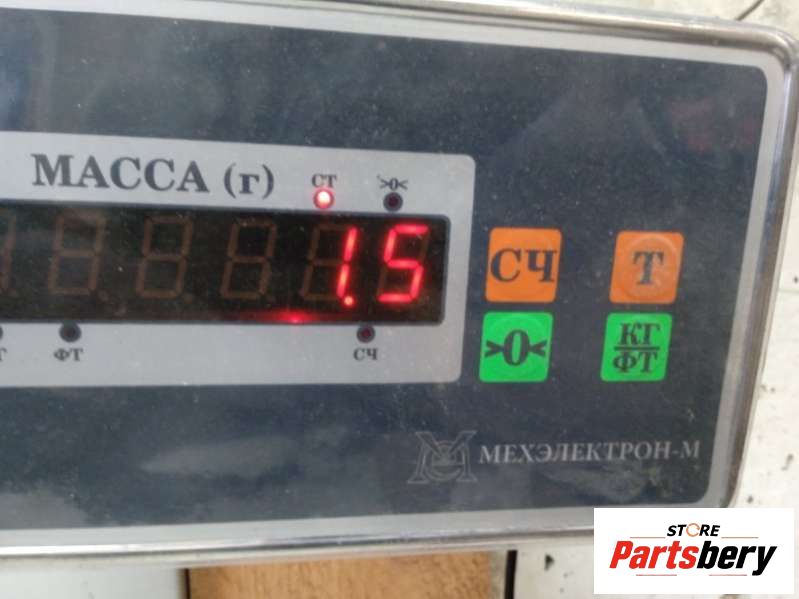 МАССА (г) СТ >0<
1.5
ФТ СЧ
СЧ Т
>0< КГ
ФТ
МЕХЭЛЕКТРОН-М
STORE
Partsbery